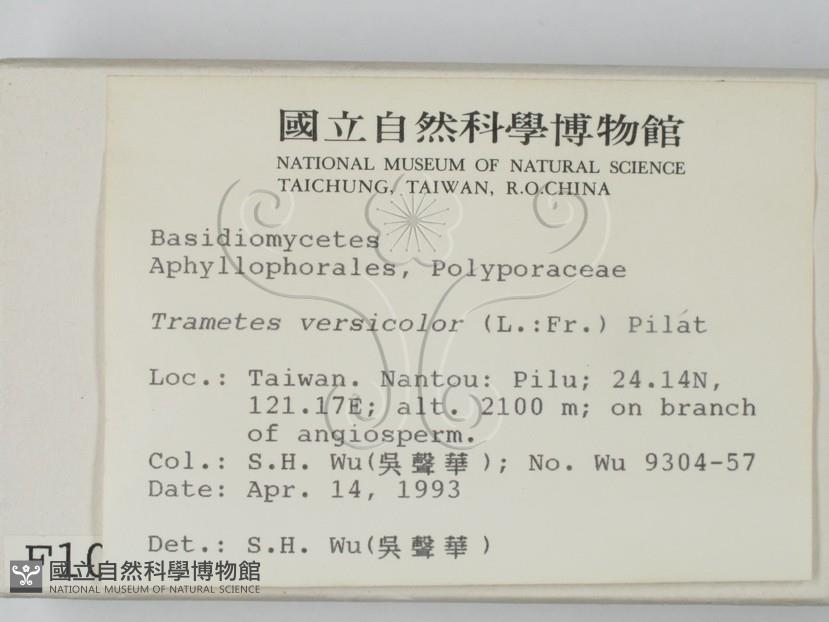 國立自然科學博物館
NATIONAL MUSEUM OF NATURAL SCIENCE
TAICHUNG, TAIWAN, R.O.CHINA
Basidiomycetes
Aphyllophorales, Polyporaceae
Trametes versicolor (L.:Fr.) Pilat
Loc.: Taiwan. Nantou: Pilu; 24.14N,
121.17E; alt. 2100 m; on branch
of angiosperm.
Col.: S.H. Wu(吳聲華); No. Wu 9304-57
Date: Apr. 14, 1993
Det.: S.H. Wu(吳聲華)
國立自然科學博物館
NATIONAL MUSEUM OF NATURAL SCIENCE